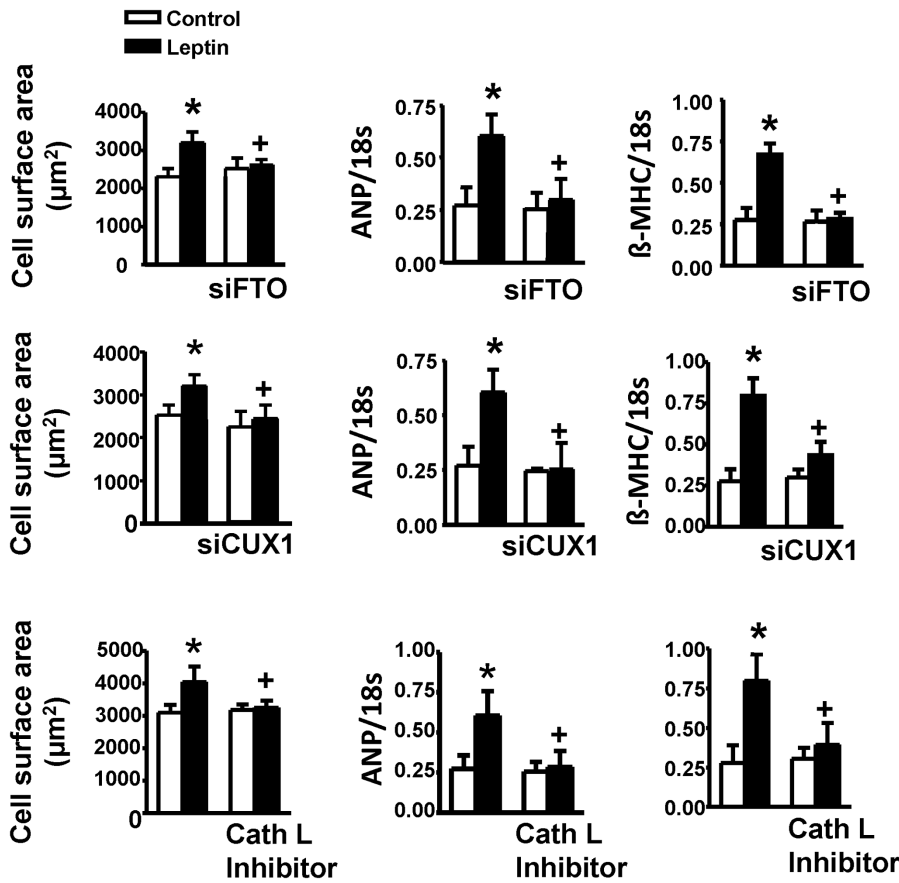 Control
Leptin
Cell surface area
(µm²)
4000
3000
2000
1000
0
*
+
siFTO
ANP/18s
0.75
0.50
0.25
0.00
*
+
siFTO
ß-MHC/18s
1.00
0.75
0.50
0.25
0.00
*
+
siFTO
Cell surface area
(µm²)
4000
3000
2000
1000
0
*
+
siCUX1
ANP/18s
0.75
0.50
0.25
0.00
*
+
siCUX1
ß-MHC/18s
1.00
0.75
0.50
0.25
0.00
*
+
siCUX1
Cell surface area
(µm²)
5000
4000
3000
2000
1000
0
*
+
Cath L
Inhibitor
ANP/18s
1.00
0.75
0.50
0.25
0.00
*
+
Cath L
Inhibitor
1.00
0.75
0.50
0.25
0.00
*
+
Cath L
Inhibitor